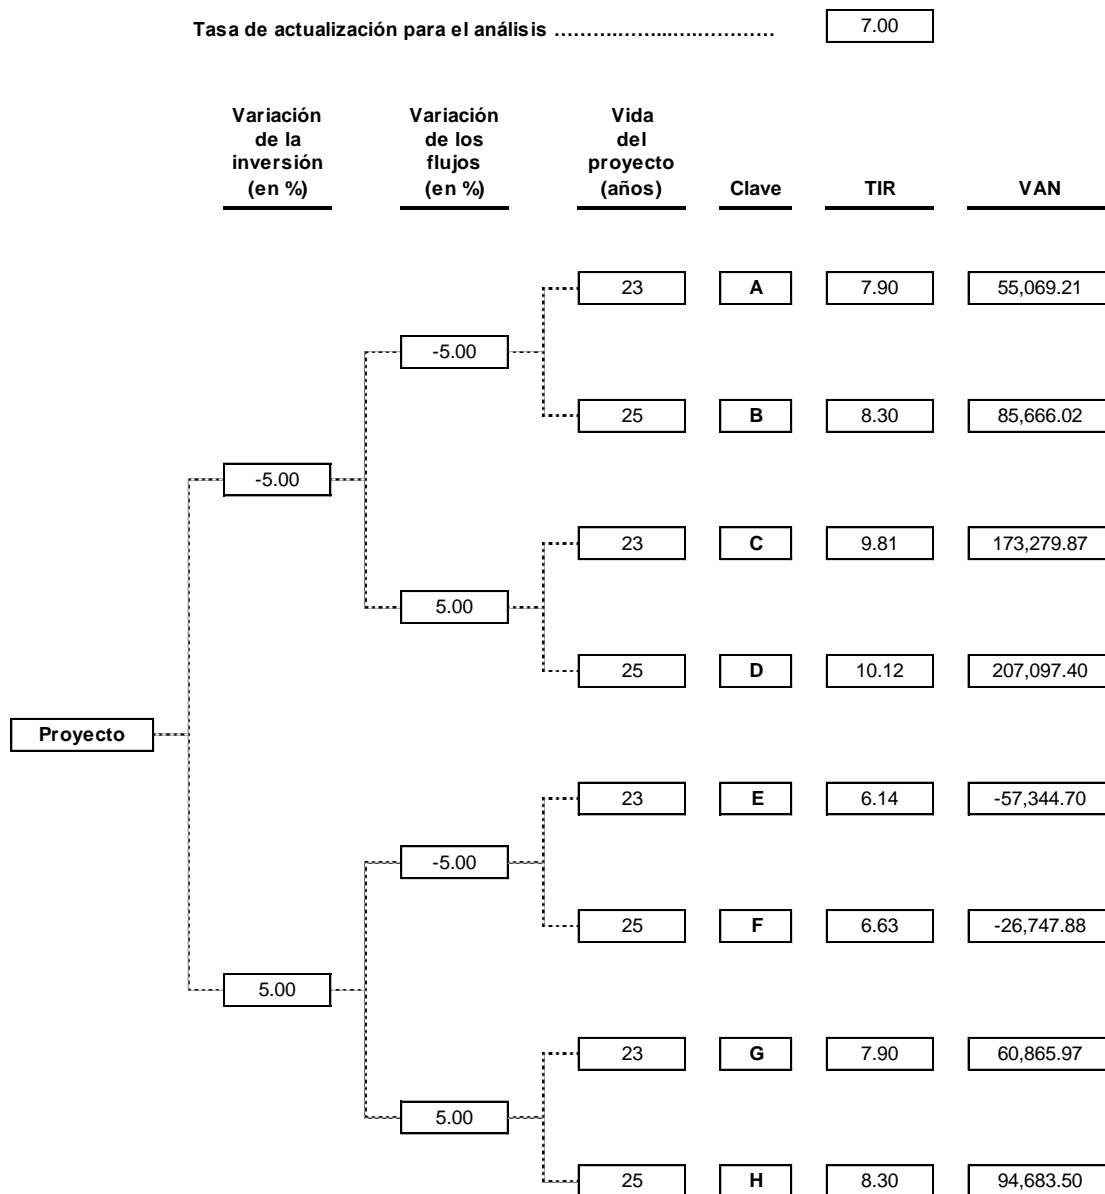 Tasa de actualización para el análisis ……….……...….………… 7.00
Variación de la inversión (en %) Variación de los flujos (en %) Vida del proyecto (años) Clave TIR VAN
23 A 7.90 55,069.21
-5.00
25 B 8.30 85,666.02
-5.00
23 C 9.81 173,279.87
5.00
25 D 10.12 207,097.40
Proyecto
23 E 6.14 -57,344.70
-5.00
25 F 6.63 -26,747.88
5.00
23 G 7.90 60,865.97
5.00
25 H 8.30 94,683.50